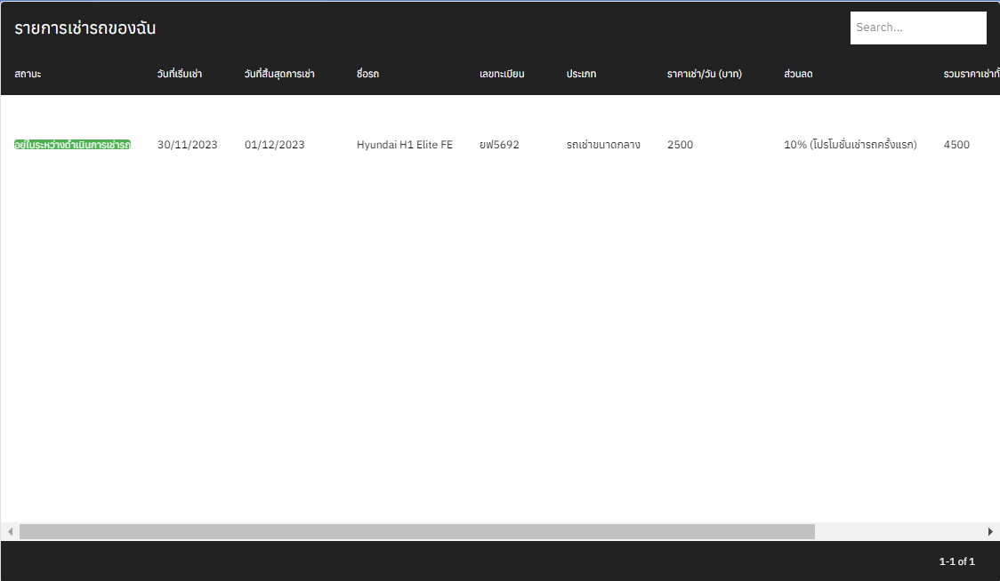 รายการเช่ารถของฉัน
Search...
สถานะ วันที่เริ่มเช่า วันที่สิ้นสุดการเช่า ชื่อรถ เลขทะเบียน ประเภท ราคาเช่า/วัน (บาท) ส่วนลด รวมราคาเช่าทั้
อยู่ในระหว่างดำเนินการเช่ารถ 30/11/2023 01/12/2023 Hyundai H1 Elite FE ยฟ5692 รถเช่าขนาดกลาง 2500 10% (โปรโมชั่นเช่ารถครั้งแรก) 4500
1-1 of 1